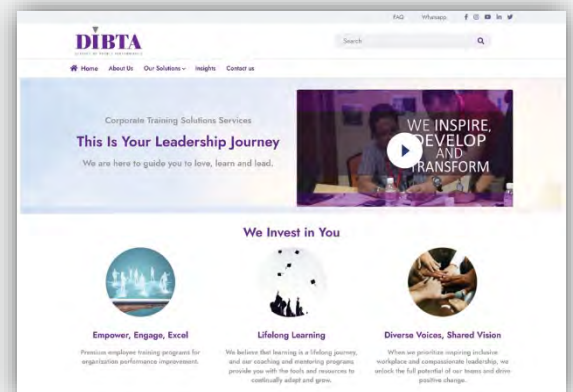 FAQ Whatsapp
DIBTA
Search
Home About Us Our Solutions Insights Contact us
Corporate Training Solutions Services
This Is Your Leadership Journey
We are here to guide you to love, learn and lead.
WE INSPIRE,
DEVELOP
AND
TRANSFORM
We Invest in You
Empower, Engage, Excel
Premium employee training programs for
organization performance improvement.
Lifelong Learning
We believe that learning is a lifelong journey,
and our coaching and mentoring programs
provide you with the tools and resources to
continually adapt and grow.
Diverse Voices, Shared Vision
When we prioritize inspiring inclusive
workplace and compassionate leadership, we
unlock the full potential of our teams and drive
positive change.